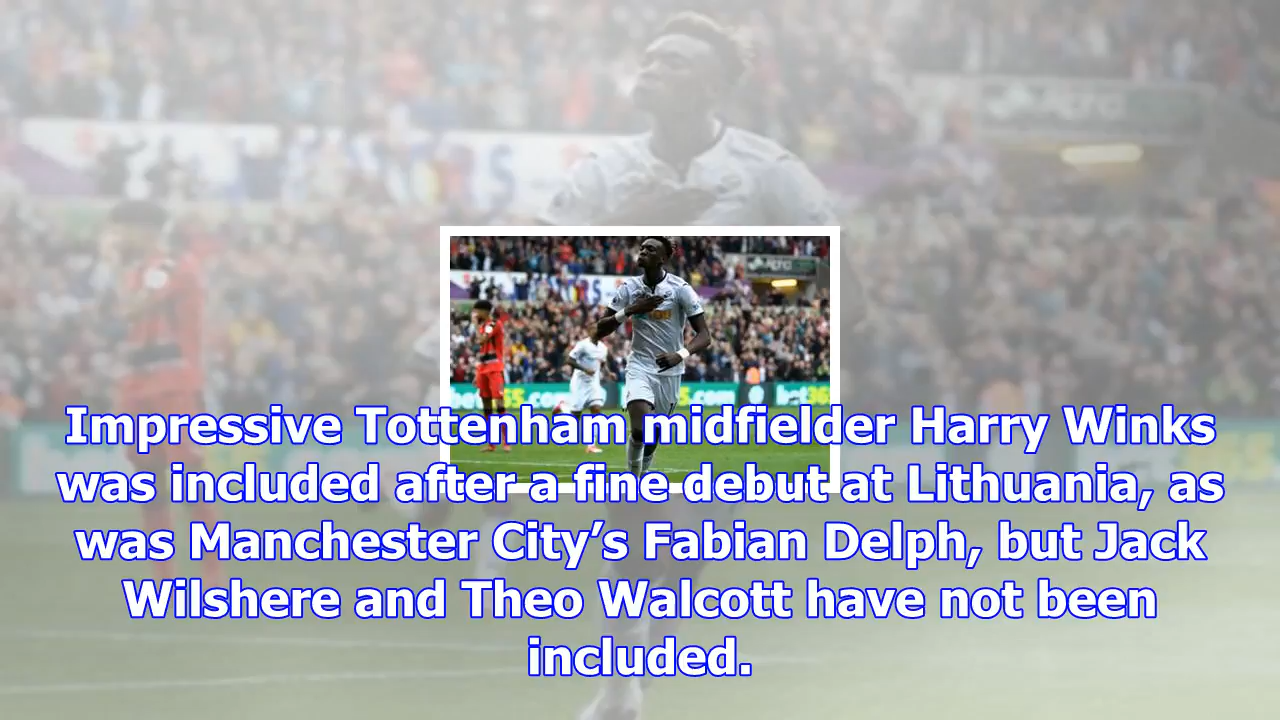 Impressive Tottenham midfielder Harry Winks
was included after a fine debut at Lithuania, as
was Manchester City’s Fabian Delph, but Jack
Wilshere and Theo Walcott have not been
included.